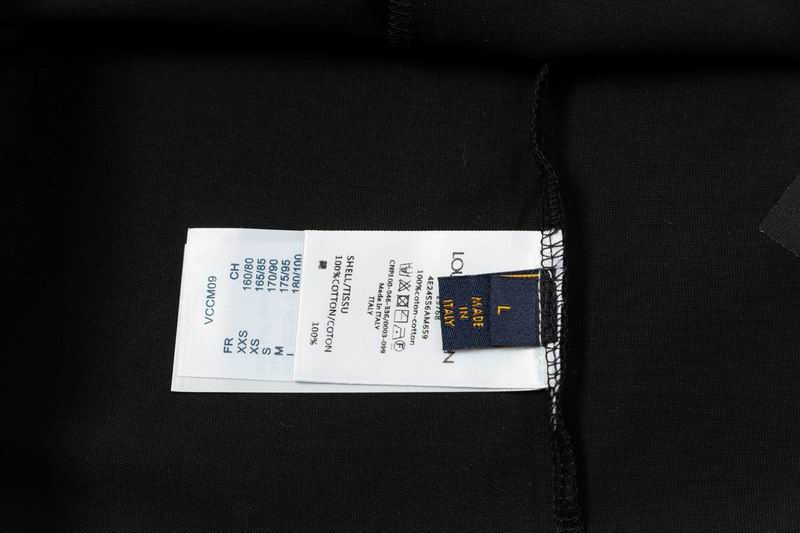 VCCM09
FR CH
XXS 160/80
XS 165/85
S 170/90
M 175/95
180/100
SHELL/TISSU
100%COTTON/COTON
100%
4E24556AM659
100%coton-cotton
Made in ITALY
ITALY
MADE
IN
ITALY
L